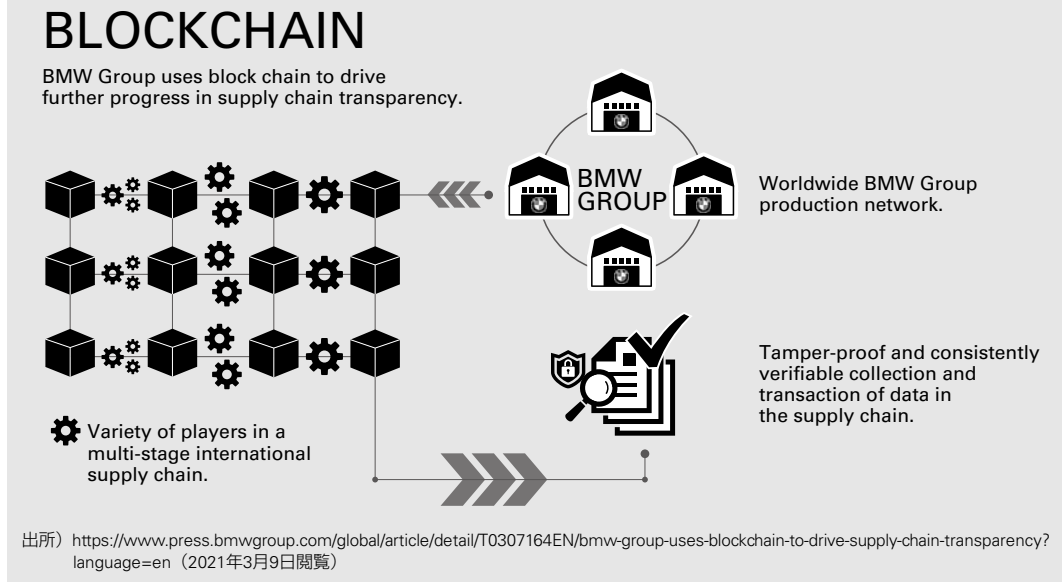 BLOCKCHAIN
BMW Group uses block chain to drive
further progress in supply chain transparency.
BMW
GROUP
Worldwide BMW Group
production network.
Tamper-proof and consistently
verifiable collection and
transaction of data in
the supply chain.
Variety of players in a
multi-stage international
supply chain.
出所）https://www.press.bmwgroup.com/global/article/detail/T0307164EN/bmw-group-uses-blockchain-to-drive-supply-chain-transparency?
language=en（2021年3月9日閲覧）